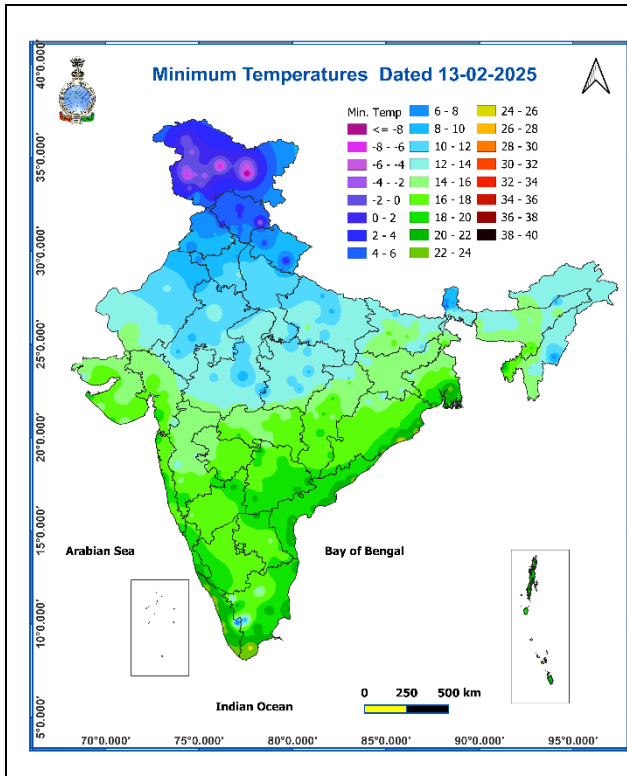 Minimum Temperatures Dated 13-02-2025
Min. Temp
<= -8
-8 - -6
-6 - -4
-4 - -2
-2 - 0
0 - 2
2 - 4
4 - 6
6 - 8
8 - 10
10 - 12
12 - 14
14 - 16
16 - 18
18 - 20
20 - 22
22 - 24
24 - 26
26 - 28
28 - 30
30 - 32
32 - 34
34 - 36
36 - 38
38 - 40
40°0.000'
35°0.000'
30°0.000'
25°0.000'
20°0.000'
15°0.000'
10°0.000'
5°0.000'
Arabian Sea
Bay of Bengal
Indian Ocean
0 250 500 km
70°0.000' 75°0.000' 80°0.000' 85°0.000' 90°0.000' 95°0.000'